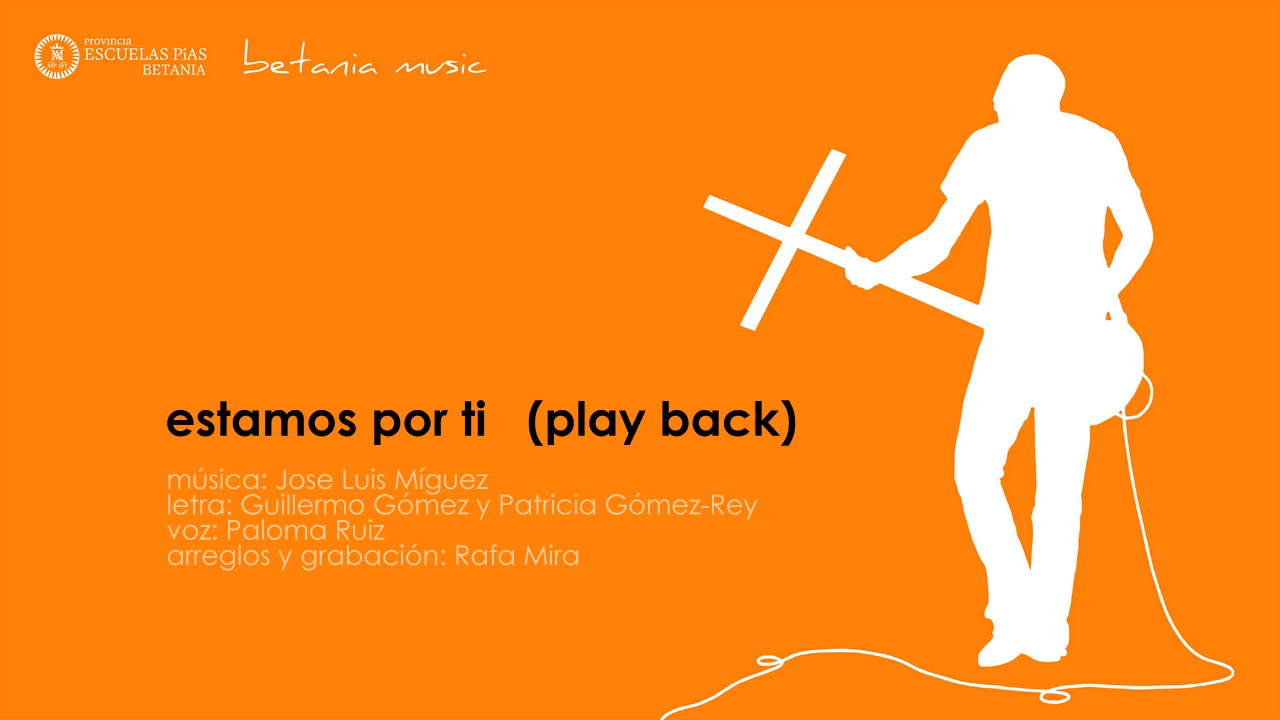 provincia
ESCUELAS PíAS
BETANIA
betania music
estamos por ti (play back)
música: Jose Luis Míguez
letra: Guillermo Gómez y Patricia Gómez-Rey
voz: Paloma Ruiz
arreglos y grabación: Rafa Mira